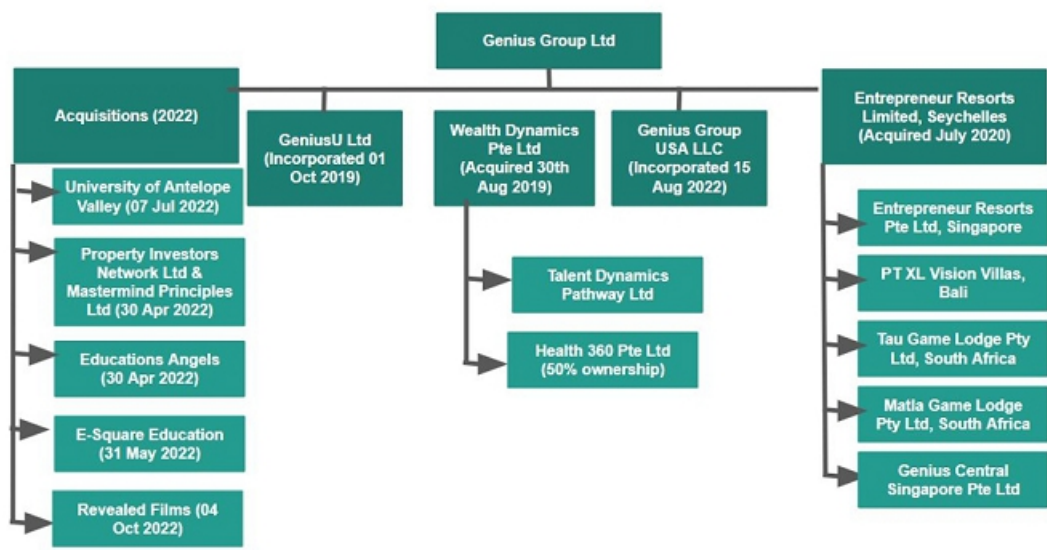 Genius Group Ltd
Acquisitions (2022)
GeniusU Ltd
(Incorporated 01
Oct 2019)
Wealth Dynamics
Pte Ltd
(Acquired 30th
Aug 2019)
Genius Group
USA LLC
(Incorporated 15
Aug 2022)
Entrepreneur Resorts
Limited, Seychelles
(Acquired July 2020)
University of Antelope
Valley (07 Jul 2022)
Property Investors
Network Ltd &
Mastermind Principles
Ltd (30 Apr 2022)
Educations Angels
(30 Apr 2022)
E-Square Education
(31 May 2022)
Revealed Films (04
Oct 2022)
Talent Dynamics
Pathway Ltd
Health 360 Pte Ltd
(50% ownership)
Entrepreneur Resorts
Pte Ltd, Singapore
PT XL Vision Villas,
Bali
Tau Game Lodge Pty
Ltd, South Africa
Matla Game Lodge
Pty Ltd, South Africa
Genius Central
Singapore Pte Ltd